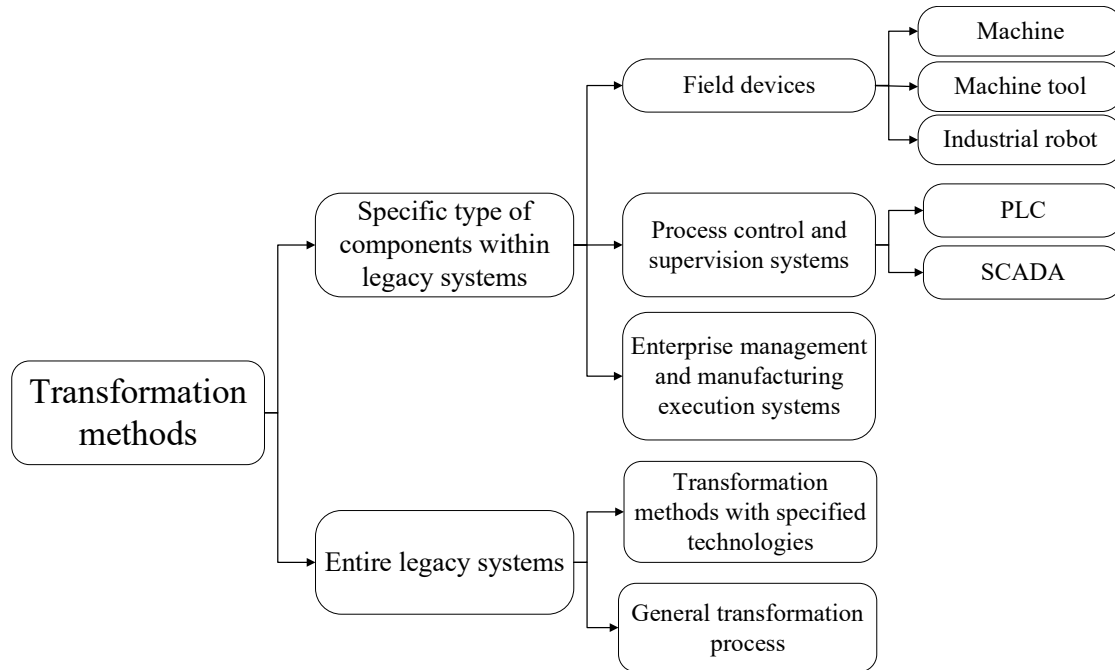 Transformation
methods
Specific type of
components within
legacy systems
Entire legacy systems
Field devices
Process control and
supervision systems
Enterprise management
and manufacturing
execution systems
Transformation
methods with specified
technologies
General transformation
process
Machine
Machine tool
Industrial robot
PLC
SCADA